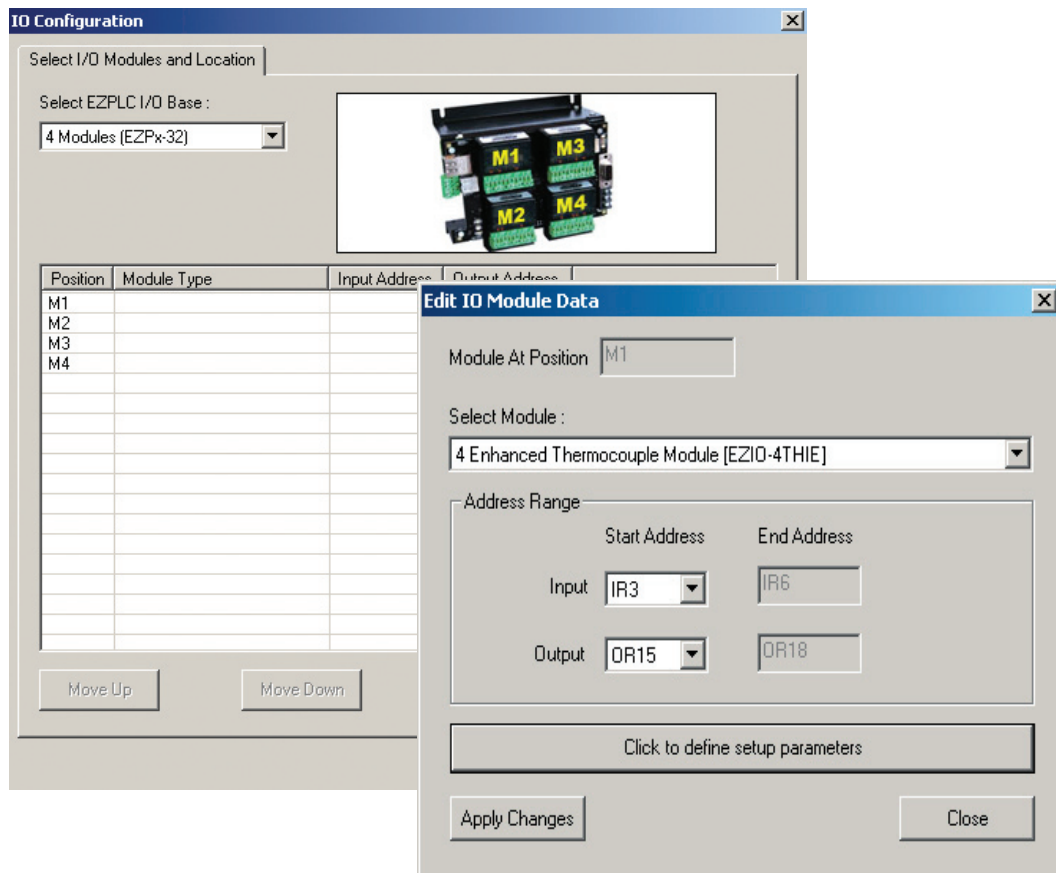 IO Configuration
Select I/O Modules and Location
Select EZPLC I/O Base :
4 Modules (EZPx-32)
M1
M3
M2
M4
Position Module Type Input Address Output Address
M1
M2
M3
M4
Move Up Move Down
Edit IO Module Data
Module At Position M1
Select Module :
4 Enhanced Thermocouple Module [EZIO-4THIE]
Address Range
Start Address End Address
Input IR3 IR6
Output OR15 OR18
Click to define setup parameters
Apply Changes Close